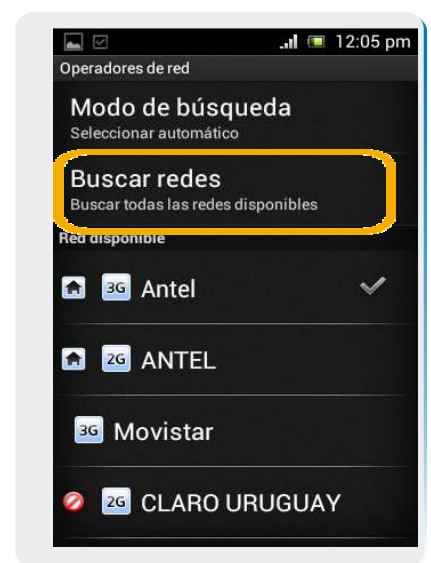 12:05 pm
Operadores de red
Modo de búsqueda
Seleccionar automático
Buscar redes
Buscar todas las redes disponibles
Red disponible
3G Antel
2G ANTEL
3G Movistar
2G CLARO URUGUAY